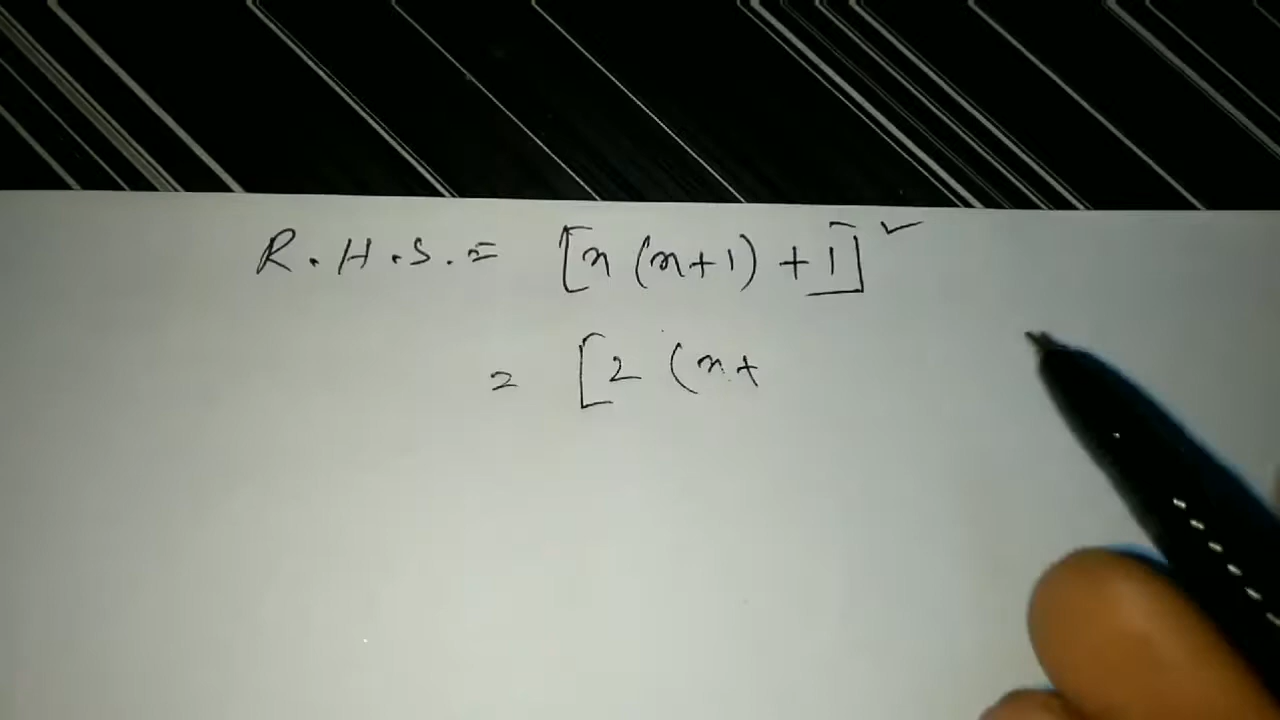 R.H.S. = [n (n+1) + 1]²
= [2 (n+